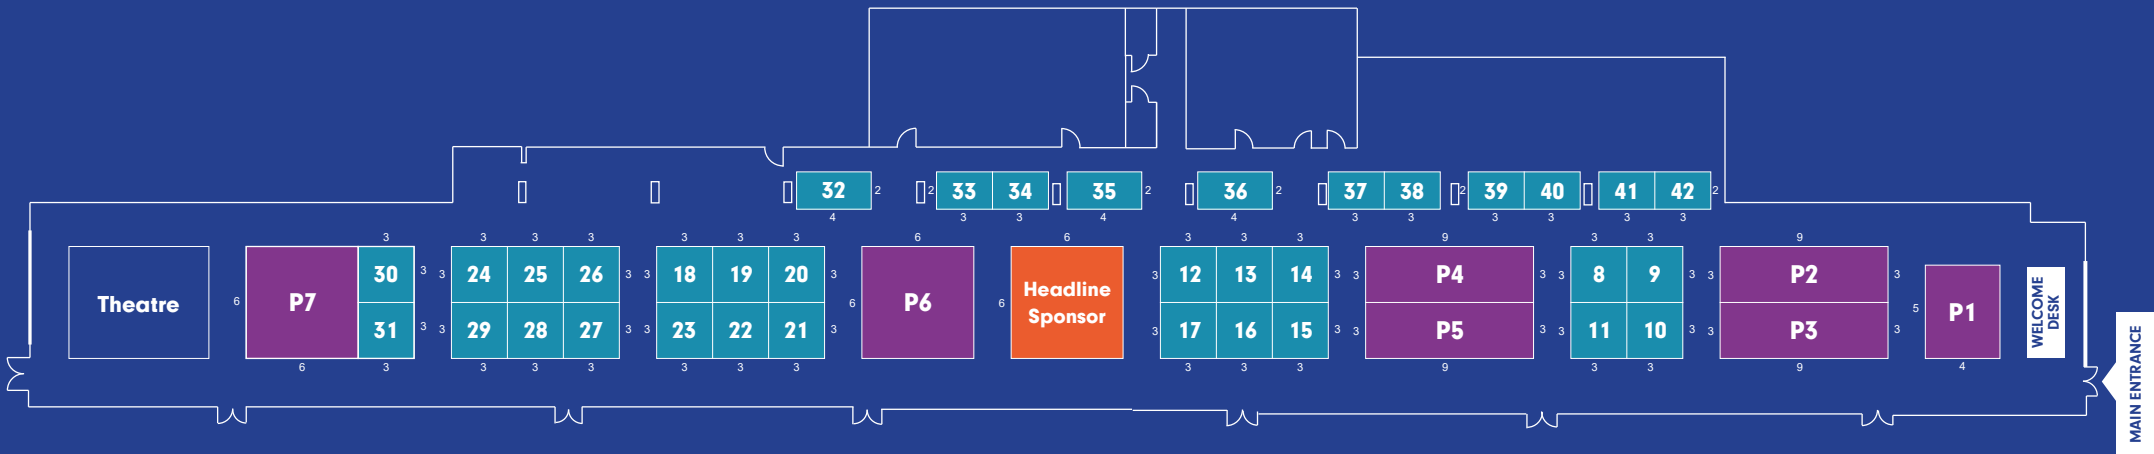 32 2 2 33 34 35 2 36 2 37 38 2 39 40 41 42 2
4 3 3 4 4 3 3 3 3 3 3
3 3 3 3 3 3 3 6 6 3 3 3 9 3 3 9
30 3 3 24 25 26 3 3 18 19 20 3 3 12 13 14 3 3 P4 3 3 8 9 3 3 P2 3
Theatre 6 P7 6 P6 6 Headline
Sponsor
5 P1 WELCOME
DESK
31 3 3 29 28 27 3 3 23 22 21 3 3 17 16 15 3 3 P5 3 3 11 10 3 3 P3 3
6 3 3 3 3 3 3 3 3 3 3 9 3 3 9 4
MAIN ENTRANCE